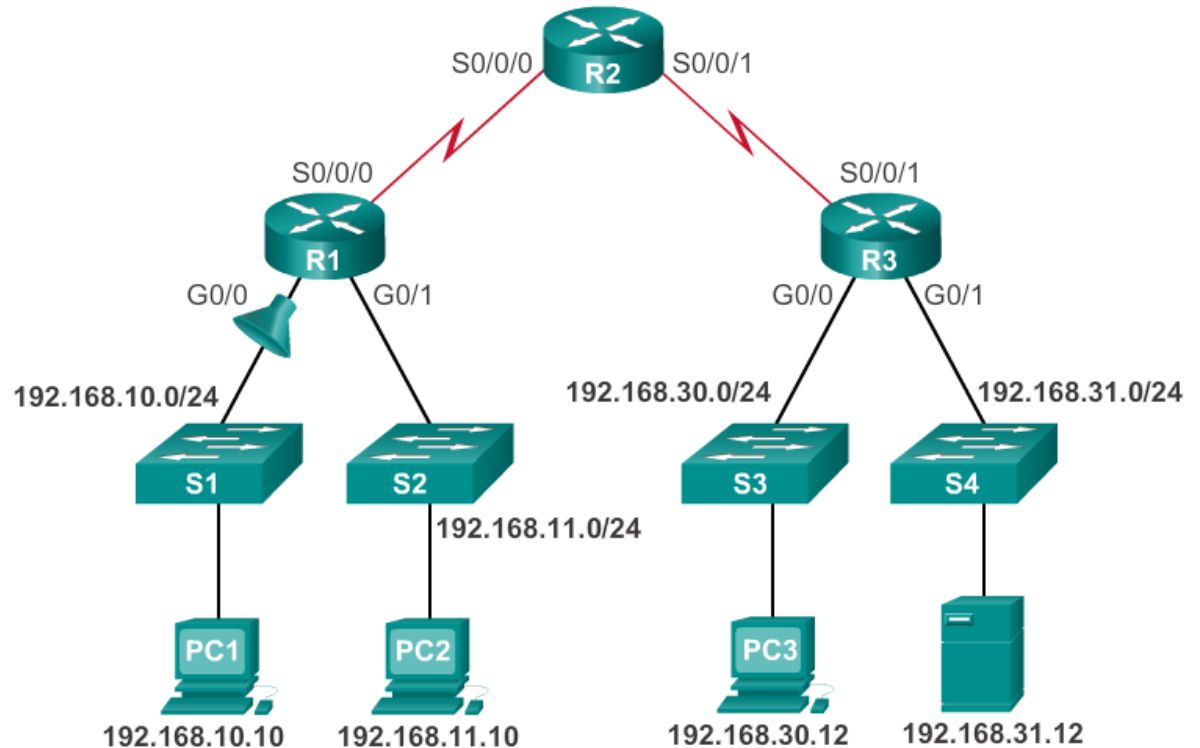 S0/0/0
R2
S0/0/1
S0/0/0
S0/0/1
R1
R3
G0/0
G0/1
G0/0
G0/1
192.168.10.0/24
192.168.30.0/24
192.168.31.0/24
S1
S2
S3
S4
192.168.11.0/24
PC1
PC2
PC3
192.168.10.10
192.168.11.10
192.168.30.12
192.168.31.12